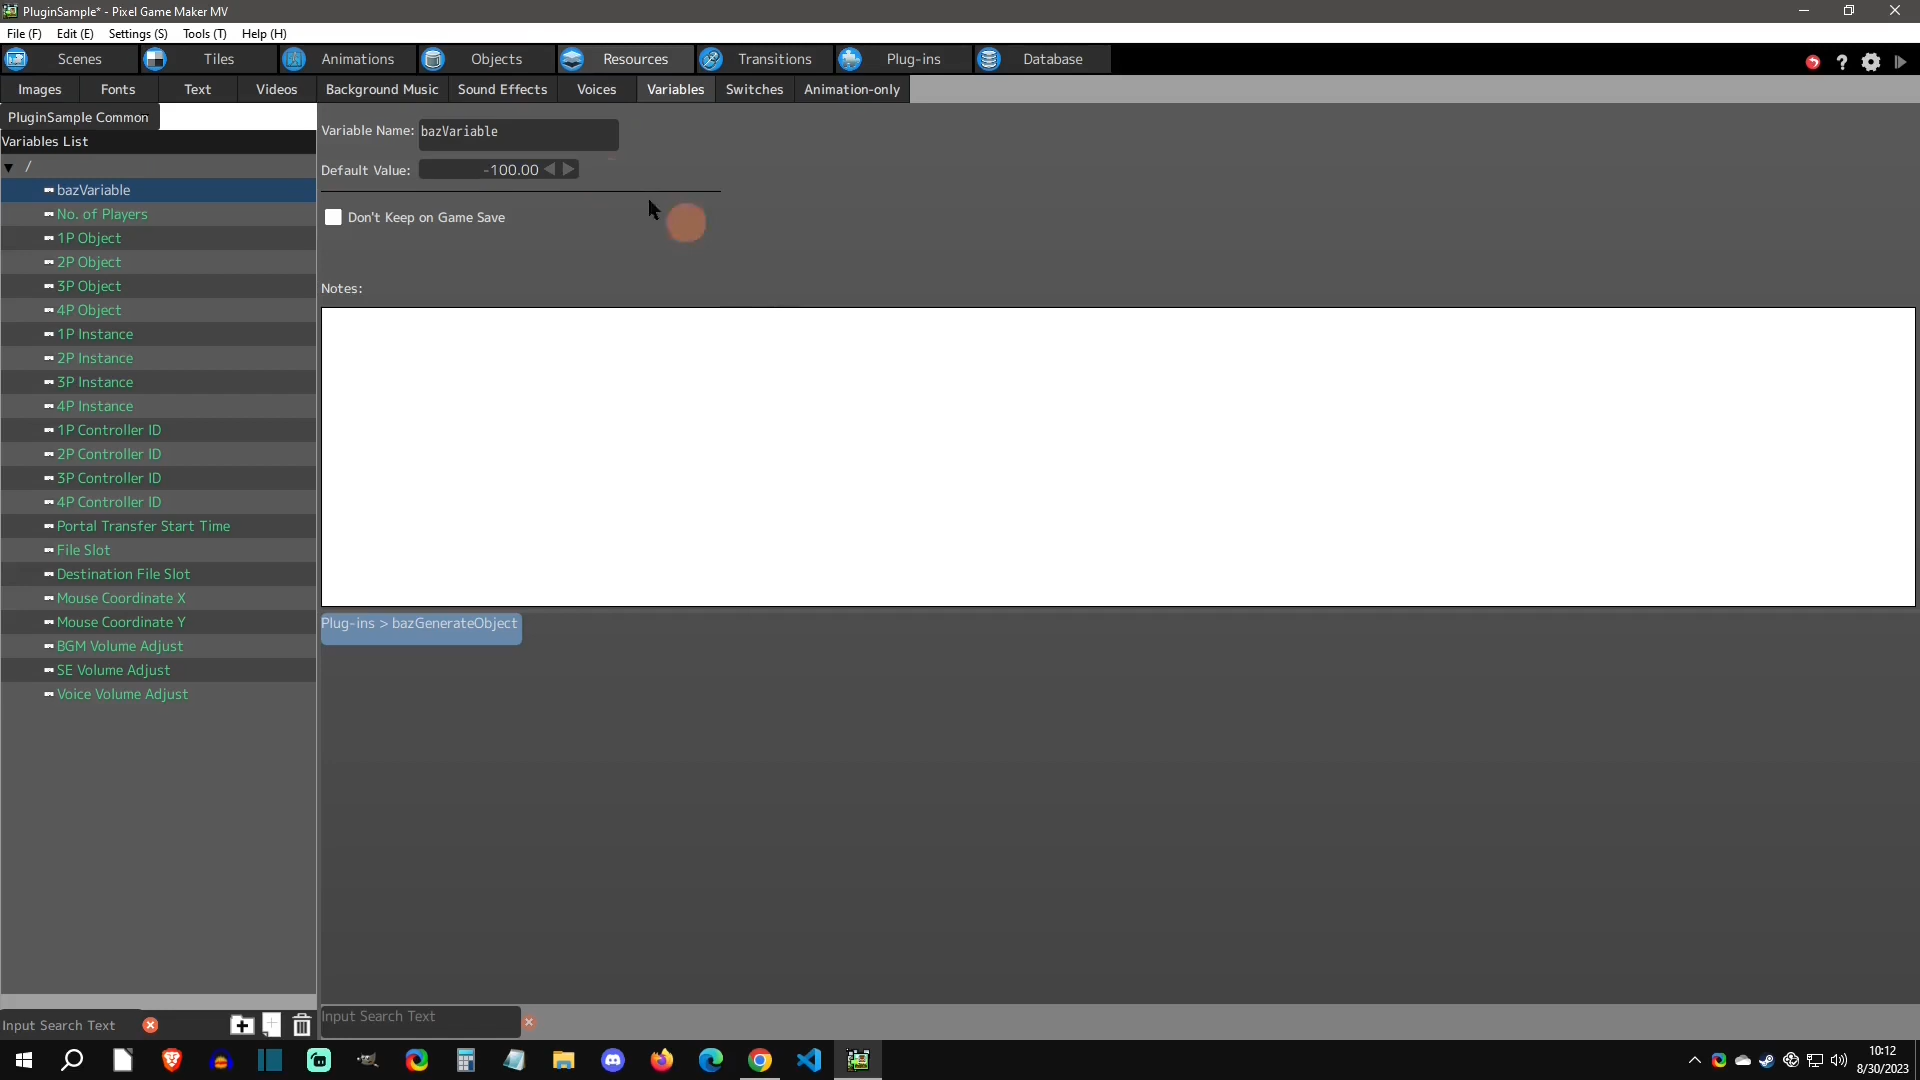 PluginSample* - Pixel Game Maker MV
File (F) Edit (E) Settings (S) Tools (T) Help (H)
Scenes Tiles Animations Objects Resources Transitions Plug-ins Database
Images Fonts Text Videos Background Music Sound Effects Voices Variables Switches Animation-only
PluginSample Common
Variables List
/
bazVariable
No. of Players
1P Object
2P Object
3P Object
4P Object
1P Instance
2P Instance
3P Instance
4P Instance
1P Controller ID
2P Controller ID
3P Controller ID
4P Controller ID
Portal Transfer Start Time
File Slot
Destination File Slot
Mouse Coordinate X
Mouse Coordinate Y
BGM Volume Adjust
SE Volume Adjust
Voice Volume Adjust
Input Search Text
Variable Name: bazVariable
Default Value: -100.00
Don't Keep on Game Save
Notes:
Plug-ins > bazGenerateObject
Input Search Text
10:12
8/30/2023